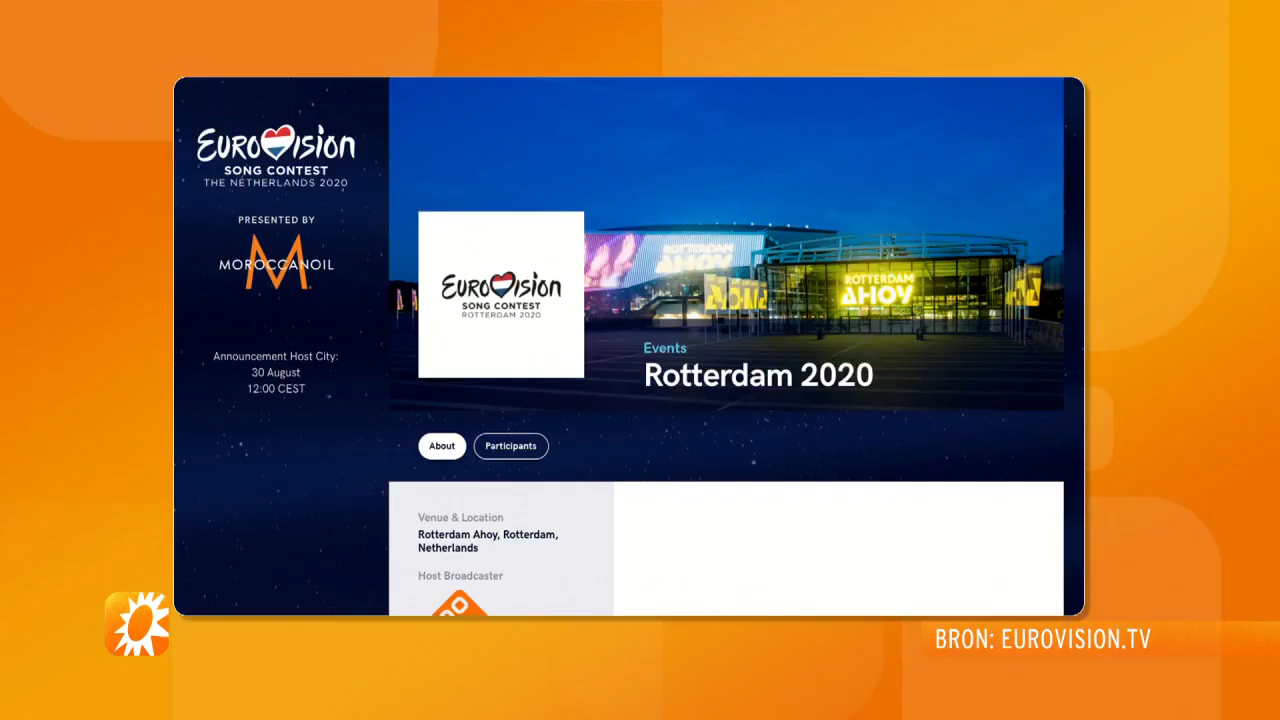 EUROVISION
SONG CONTEST
THE NETHERLANDS 2020
PRESENTED BY
M
MOROCCANOIL
Announcement Host City:
30 August
12:00 CEST
EUROVISION
SONG CONTEST
ROTTERDAM 2020
ROTTERDAM
AHOY
ROTTERDAM
AHOY
Events
Rotterdam 2020
About
Participants
Venue & Location
Rotterdam Ahoy, Rotterdam,
Netherlands
Host Broadcaster
BRON: EUROVISION.TV